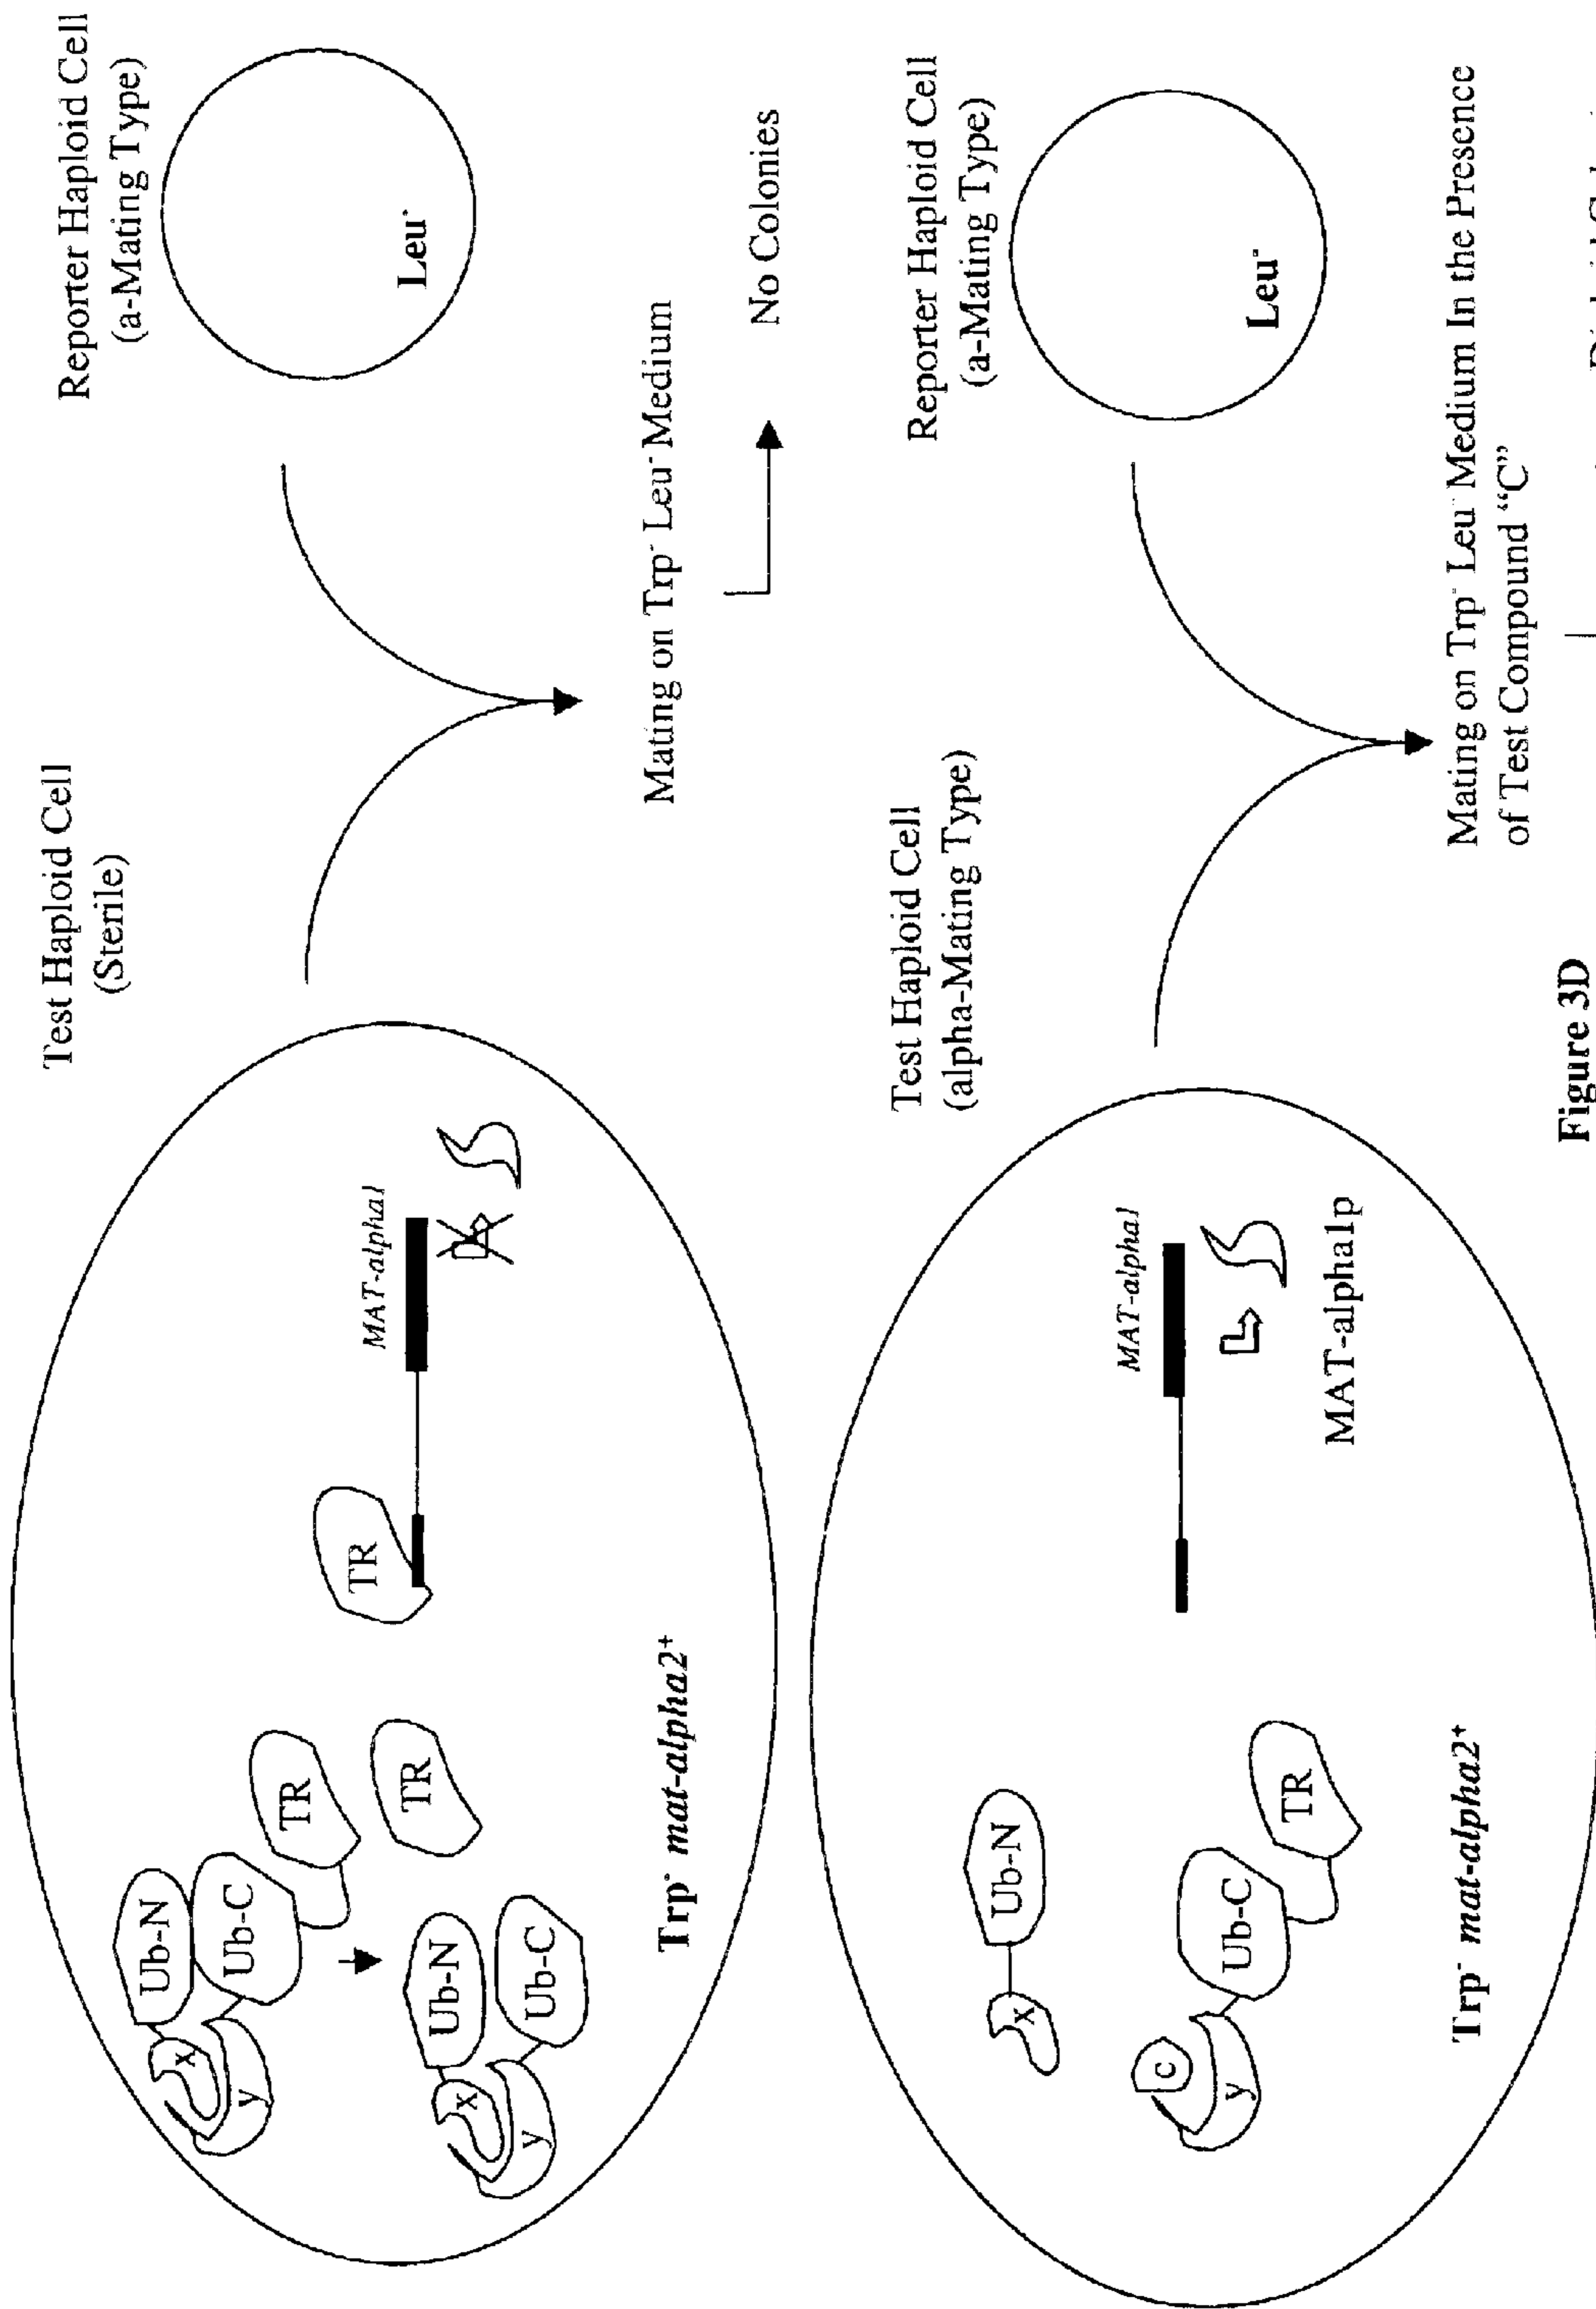 Test Haploid Cell
(Sterile)
Reporter Haploid Cell
(a-Mating Type)
Ub-N
Ub-C
TR
x
y
Ub-N
Ub-C
TR
x
y
TR
MAT-alpha1
Leu⁻
Trp⁻ mat-alpha2⁺
Mating on Trp⁻ Leu⁻ Medium
No Colonies
Test Haploid Cell
(alpha-Mating Type)
Reporter Haploid Cell
(a-Mating Type)
Ub-N
x
c
y
Ub-C
TR
MAT-alpha1
MAT-alpha1p
Leu⁻
Trp⁻ mat-alpha2⁺
Mating on Trp⁻ Leu⁻ Medium In the Presence
of Test Compound “C”
Figure 3D